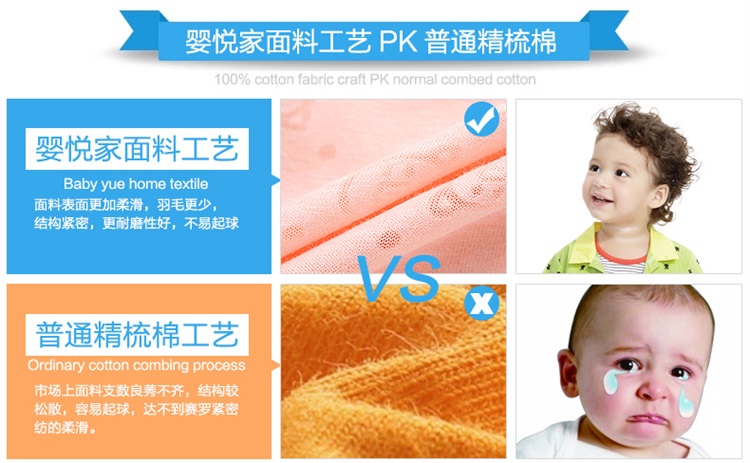 婴悦家面料工艺 PK 普通精梳棉
100% cotton fabric craft PK normal combed cotton
婴悦家面料工艺
Baby yue home textile
面料表面更加柔滑，羽毛更少，
结构紧密，更耐磨性好，不易起球
VS
普通精梳棉工艺
Ordinary cotton combing process
市场上面料支数良莠不齐，结构较
松散，容易起球，达不到赛罗紧密
纺的柔滑。